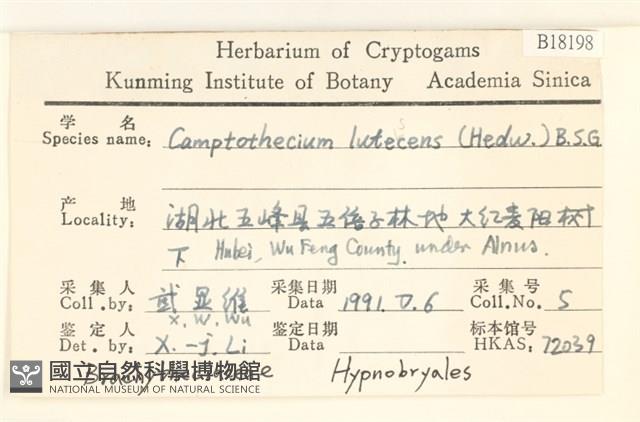 B18198
Herbarium of Cryptogams
Kunming Institute of Botany Academia Sinica
学 名
Species name: Camptothecium lutescens (Hedw.) B.S.G
产 地
Locality: 湖北五峰县五倍子林地 大红麦阳树
下 Hubei, Wu Feng County. under Alnus.
采集人 采集日期 采集号
Coll.by: 武显维 Data 1991.V.6 Coll.No. 5
X. W. Wu
鉴定人 鉴定日期 标本馆号
Det. by: X.-j. Li Data HKAS: 72039
Hypnobryales
國立自然科學博物館
NATIONAL MUSEUM OF NATURAL SCIENCE